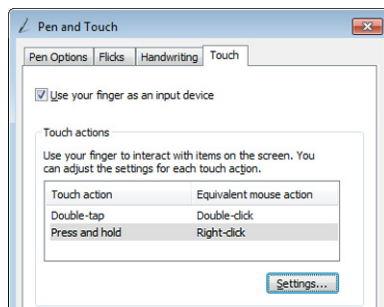 Pen and Touch
Pen Options Flicks Handwriting Touch
Use your finger as an input device
Touch actions
Use your finger to interact with items on the screen. You
can adjust the settings for each touch action.
Touch action Equivalent mouse action
Double-tap Double-click
Press and hold Right-click
Settings...